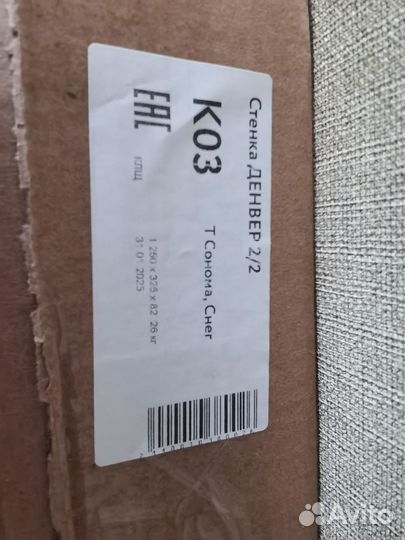 Стенка ДЕНВЕР 2/2
К03
Т Сонома, Снег
ЕАС
1 250 х 325 х 82 26 кг
Avito